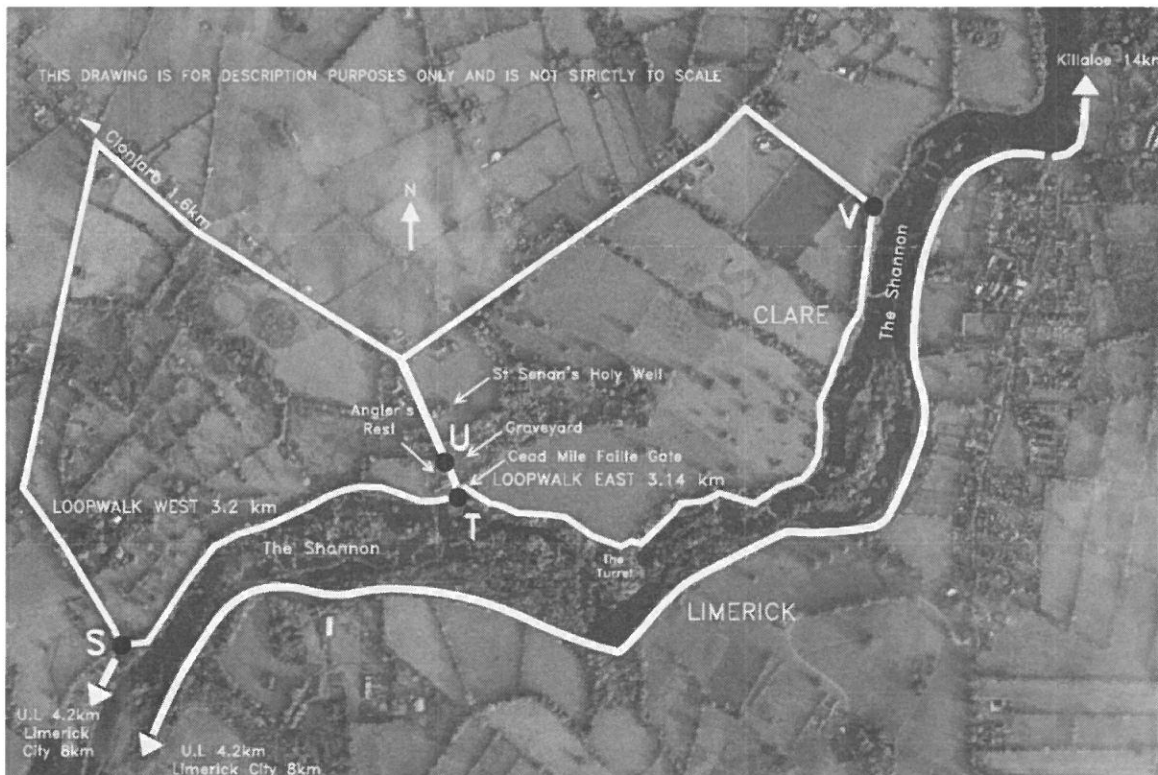 THIS DRAWING IS FOR DESCRIPTION PURPOSES ONLY AND IS NOT STRICTLY TO SCALE
Killaloe 14km
Clonlara 1.6km
N
V
The Shannon
CLARE
St Senan's Holy Well
Angler's
Rest
U
Graveyard
Cead Mile Failte Gate
LOOPWALK EAST 3.14 km
LOOPWALK WEST 3.2 km
T
The Shannon
The
Turret
LIMERICK
S
U.L 4.2km
Limerick
City 8km
U.L 4.2km
Limerick City 8km